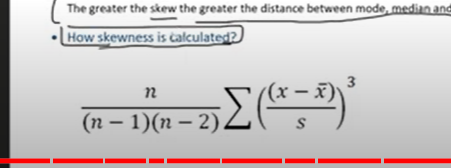 The greater the skew the greater the distance between mode, median and
• How skewness is calculated?
n / (n − 1)(n − 2) ∑ ((x − x̄) / s)³